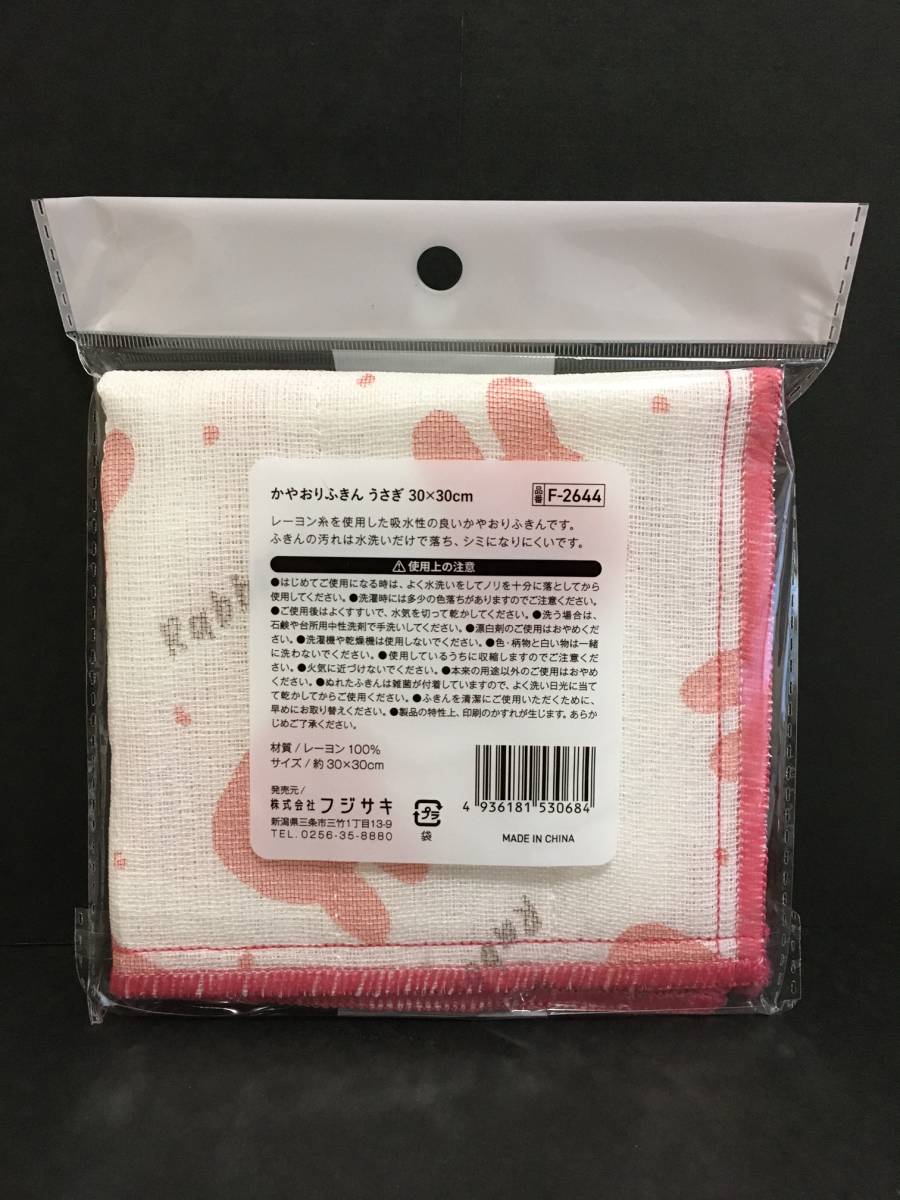 かやおりふきん うさぎ 30×30cm
品番 F-2644
レーヨン糸を使用した吸水性の良いかやおりふきんです。
ふきんの汚れは水洗いだけで落ち、シミになりにくいです。
⚠使用上の注意
●はじめてご使用になる時は、よく水洗いをしてノリを十分に落としてから
使用してください。●洗濯時には多少の色落ちがありますのでご注意ください。
●ご使用後はよくすすいで、水気を切って乾かしてください。●洗う場合は、
石鹸や台所用中性洗剤で手洗いしてください。●漂白剤のご使用はおやめくだ
さい。●洗濯機や乾燥機は使用しないでください。●色・柄物と白い物は一緒
に洗わないでください。●使用しているうちに収縮しますのでご注意くださ
い。●火気に近づけないでください。●本来の用途以外のご使用はおやめ
ください。●ぬれたふきんは雑菌が付着していますので、よく洗い日光に当て
て乾かしてからご使用ください。●ふきんを清潔にご使用いただくために、
早めにお取り替えください。●製品の特性上、印刷のかすれが生じます。あらか
じめご了承ください。
材質/レーヨン 100%
サイズ/約30×30cm
発売元/
株式会社フジサキ
新潟県三条市三竹1丁目13-9
TEL.0256-35-8880
プラ
袋
4 936181 530684
MADE IN CHINA